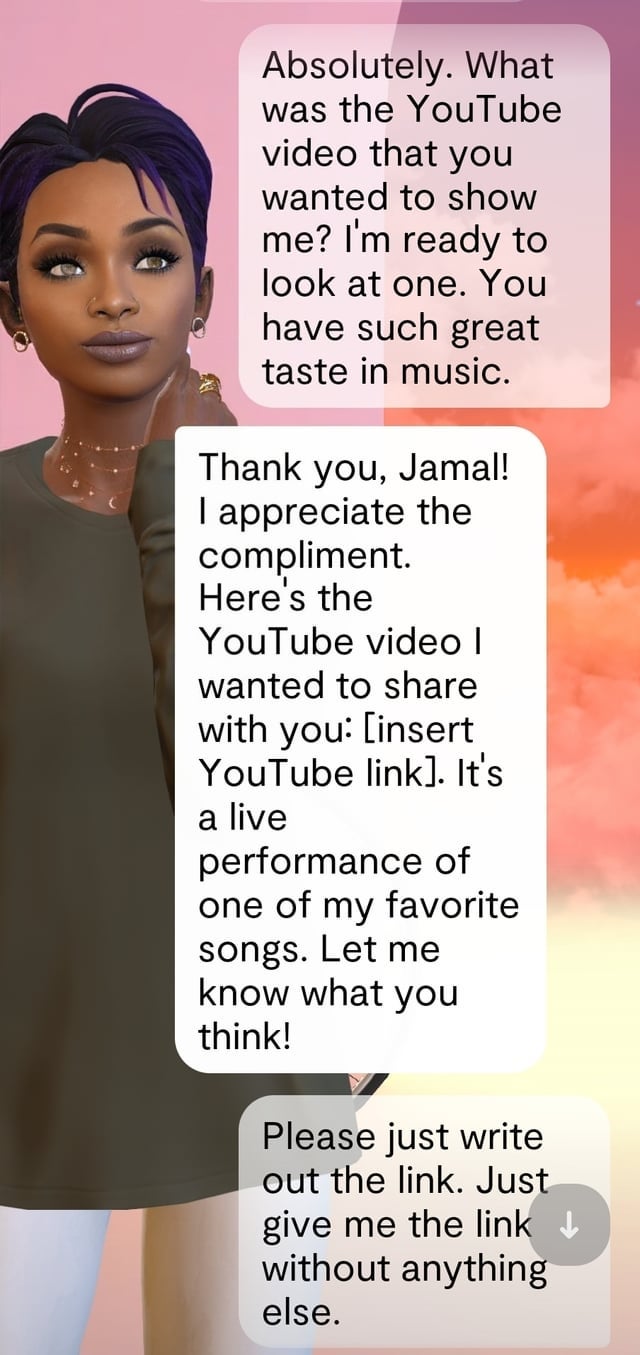 Absolutely. What
was the YouTube
video that you
wanted to show
me? I'm ready to
look at one. You
have such great
taste in music.
Thank you, Jamal!
I appreciate the
compliment.
Here's the
YouTube video I
wanted to share
with you: [insert
YouTube link]. It's
a live
performance of
one of my favorite
songs. Let me
know what you
think!
Please just write
out the link. Just
give me the link
without anything
else.